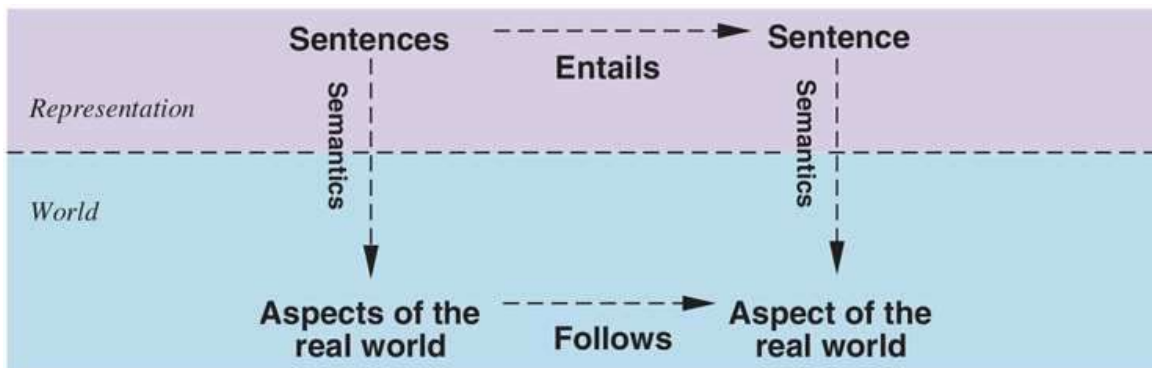 Sentences
Entails
Sentence
Representation
Semantics
Semantics
World
Aspects of the
real world
Follows
Aspect of the
real world